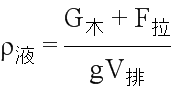 ρ液 = (G木 + F拉) / (gV排)